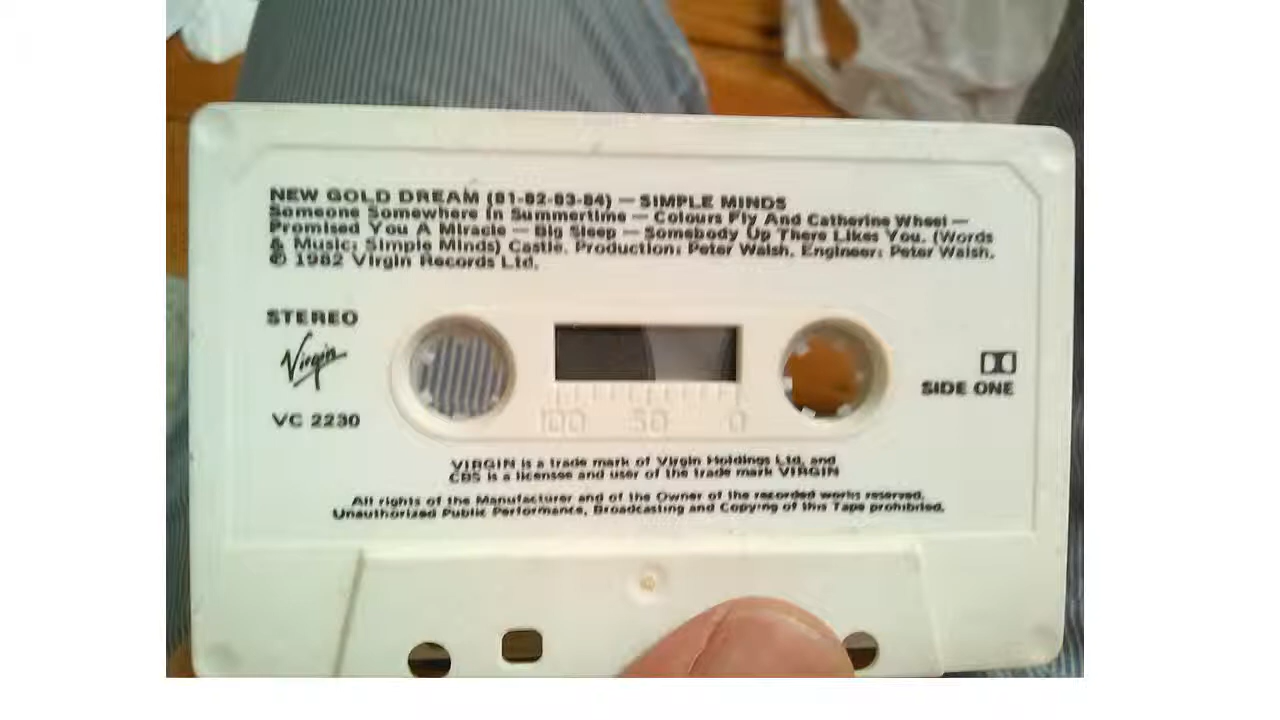 NEW GOLD DREAM (81-82-83-84) — SIMPLE MINDS
Someone Somewhere In Summertime — Colours Fly And Catherine Wheel —
Promised You A Miracle — Big Sleep — Somebody Up There Likes You. (Words
& Music: Simple Minds) Castle. Production: Peter Walsh. Engineer: Peter Walsh.
℗ 1982 Virgin Records Ltd.
STEREO
Virgin
VC 2230
SIDE ONE
100 50 0
VIRGIN is a trade mark of Virgin Holdings Ltd, and
CBS is a licensee and user of the trade mark VIRGIN
All rights of the Manufacturer and of the Owner of the recorded works reserved.
Unauthorized Public Performance, Broadcasting and Copying of this Tape prohibited.